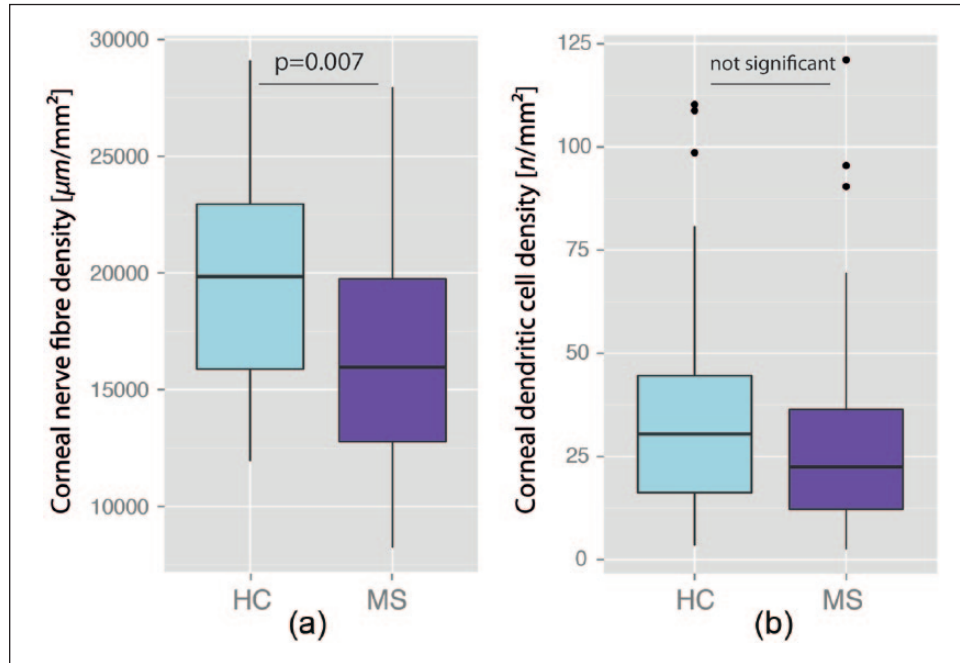 Corneal nerve fibre density [μm/mm²]
30000
25000
20000
15000
10000
p=0.007
HC MS
(a)
Corneal dendritic cell density [n/mm²]
125
100
75
50
25
0
not significant
HC MS
(b)